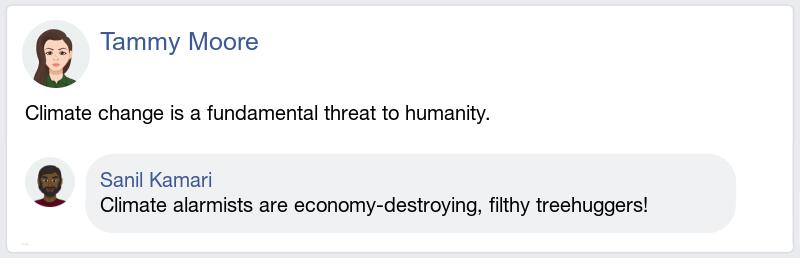 Tammy Moore
Climate change is a fundamental threat to humanity.
Sanil Kamari
Climate alarmists are economy-destroying, filthy treehuggers!